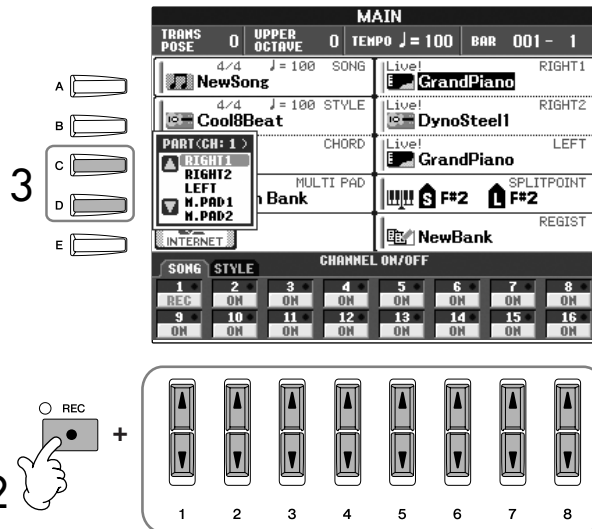 MAIN
TRANSPOSE 0 UPPER OCTAVE 0 TEMPO ♩= 100 BAR 001 - 1
4/4 ♩= 100 SONG
NewSong
Live! RIGHT1
GrandPiano
4/4 ♩= 100 STYLE
Cool8Beat
Live! RIGHT2
DynoSteel1
PART(CH: 1 )
RIGHT1
RIGHT2
LEFT
M.PAD1
M.PAD2
CHORD
Live! LEFT
GrandPiano
MULTI PAD
Bank
SPLITPOINT
S F#2 L F#2
INTERNET
REGIST
NewBank
SONG STYLE CHANNEL ON/OFF
1 2 3 4 5 6 7 8
REC ON ON ON ON ON ON ON
9 10 11 12 13 14 15 16
ON ON ON ON ON ON ON ON
A
B
C
D
E
3
REC
+
2
1 2 3 4 5 6 7 8